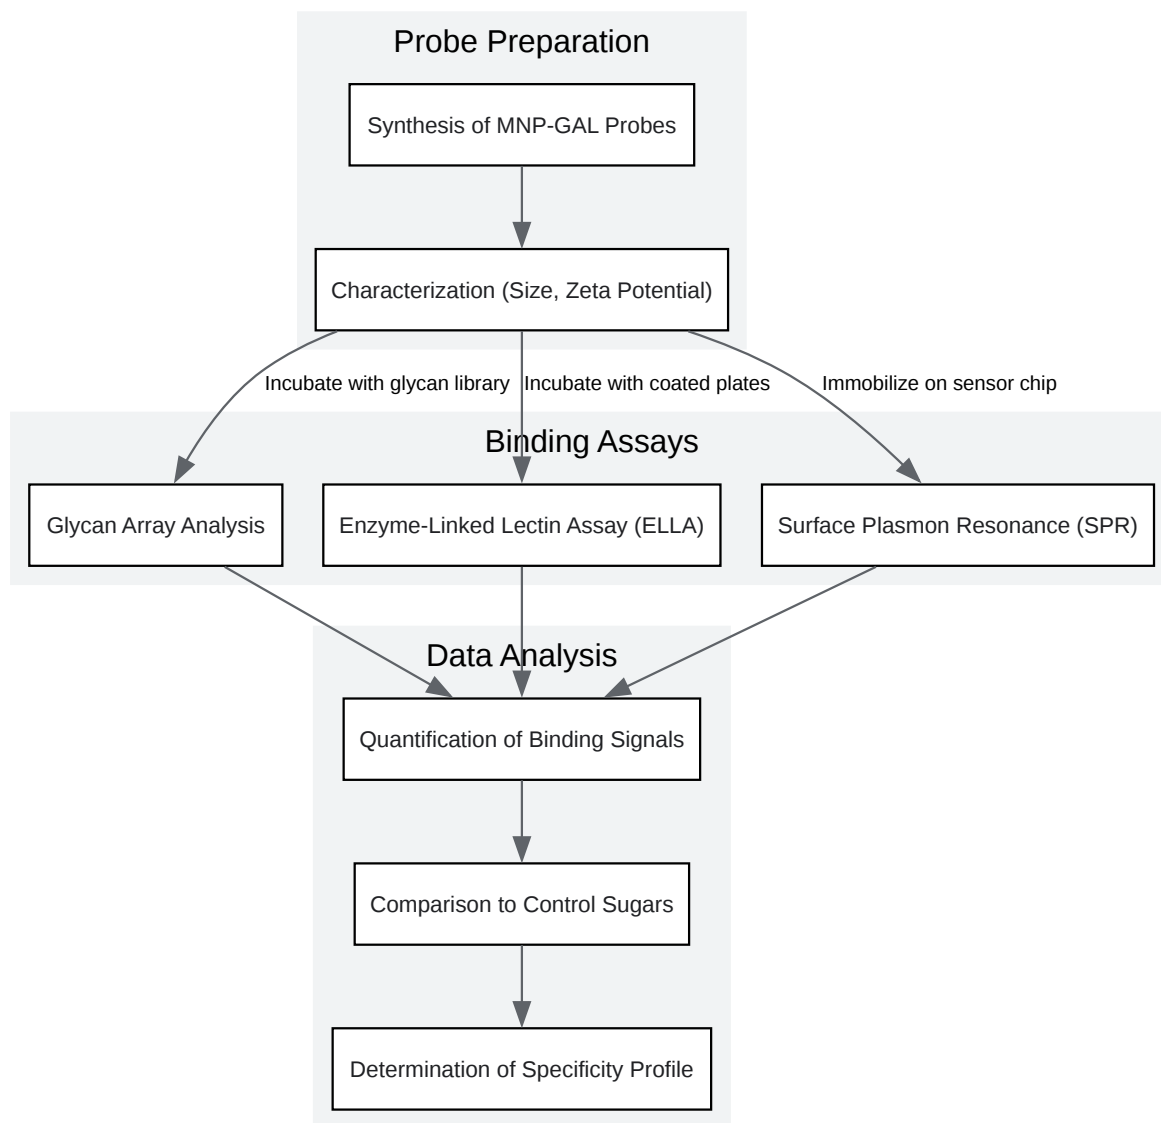 Probe Preparation
Synthesis of MNP-GAL Probes
Characterization (Size, Zeta Potential)
Incubate with glycan library
Incubate with coated plates
Immobilize on sensor chip
Binding Assays
Glycan Array Analysis
Enzyme-Linked Lectin Assay (ELLA)
Surface Plasmon Resonance (SPR)
Data Analysis
Quantification of Binding Signals
Comparison to Control Sugars
Determination of Specificity Profile